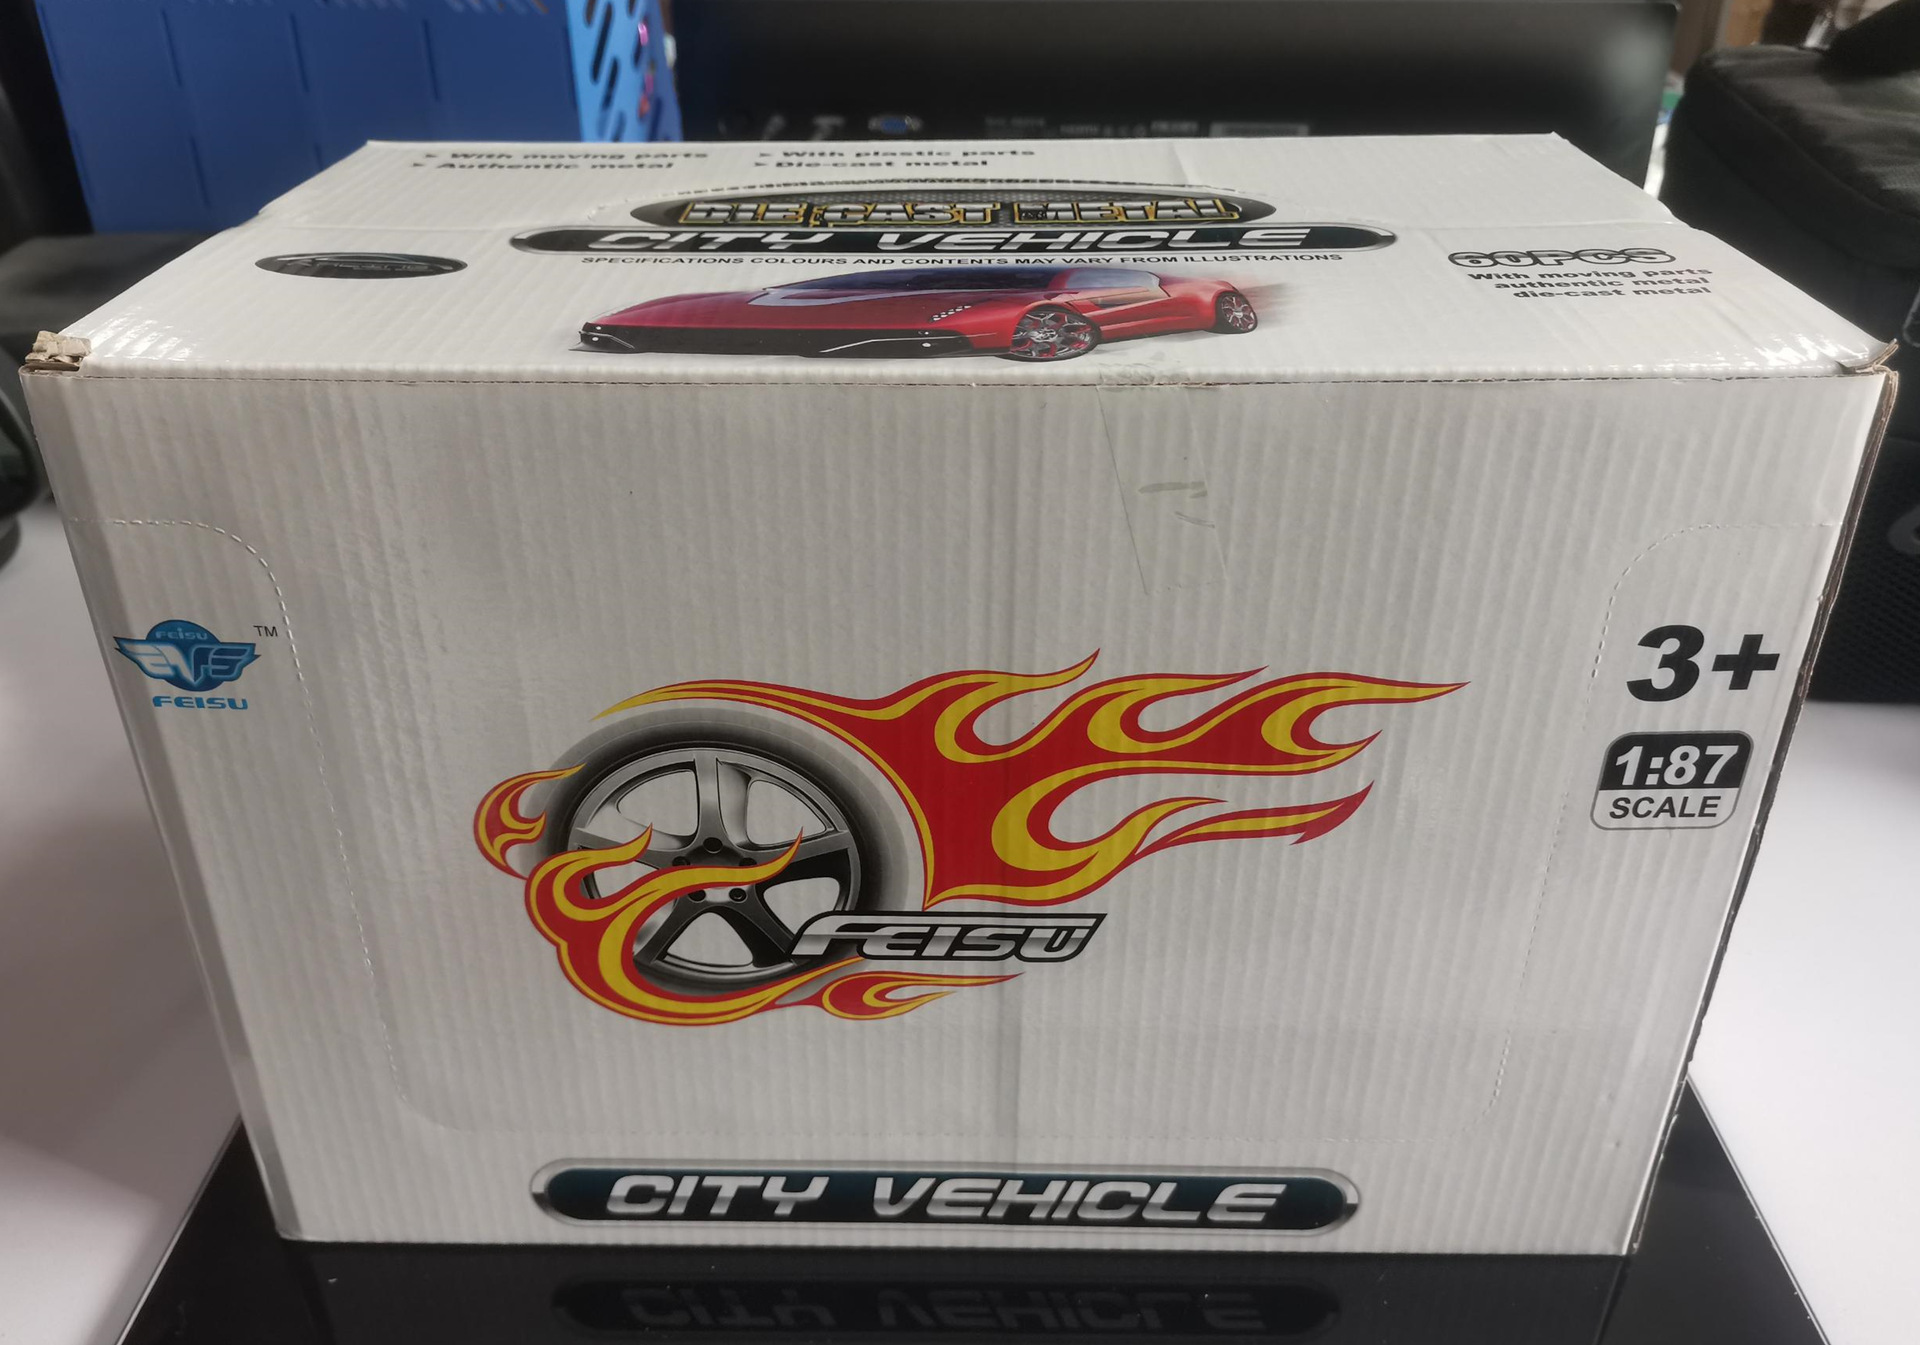 With moving parts
Authentic metal
With plastic parts
Die-cast metal
DIE-CAST METAL
CITY VEHICLE
SPECIFICATIONS COLOURS AND CONTENTS MAY VARY FROM ILLUSTRATIONS
60PCS
With moving parts
authentic metal
die-cast metal
FEISU
TM
FEISU
3+
1:87
SCALE
FEISU
CITY VEHICLE